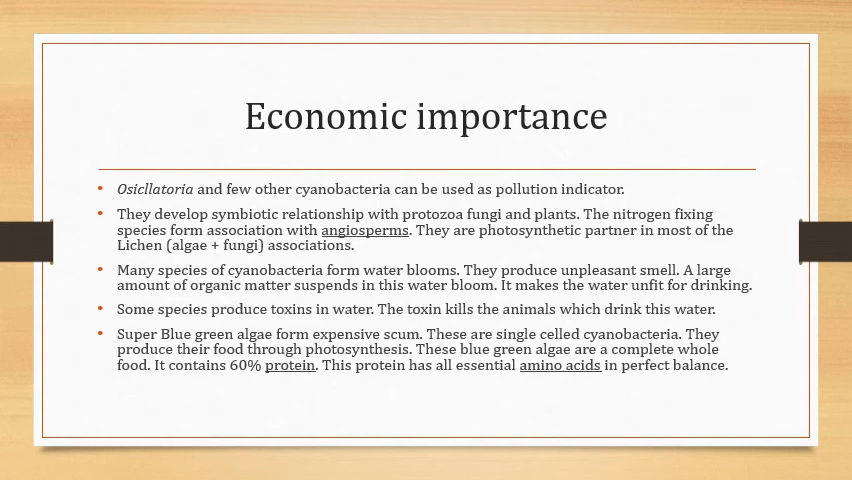 Economic importance
• Osicllatoria and few other cyanobacteria can be used as pollution indicator.
• They develop symbiotic relationship with protozoa fungi and plants. The nitrogen fixing
species form association with angiosperms. They are photosynthetic partner in most of the
Lichen (algae + fungi) associations.
• Many species of cyanobacteria form water blooms. They produce unpleasant smell. A large
amount of organic matter suspends in this water bloom. It makes the water unfit for drinking.
• Some species produce toxins in water. The toxin kills the animals which drink this water.
• Super Blue green algae form expensive scum. These are single celled cyanobacteria. They
produce their food through photosynthesis. These blue green algae are a complete whole
food. It contains 60% protein. This protein has all essential amino acids in perfect balance.